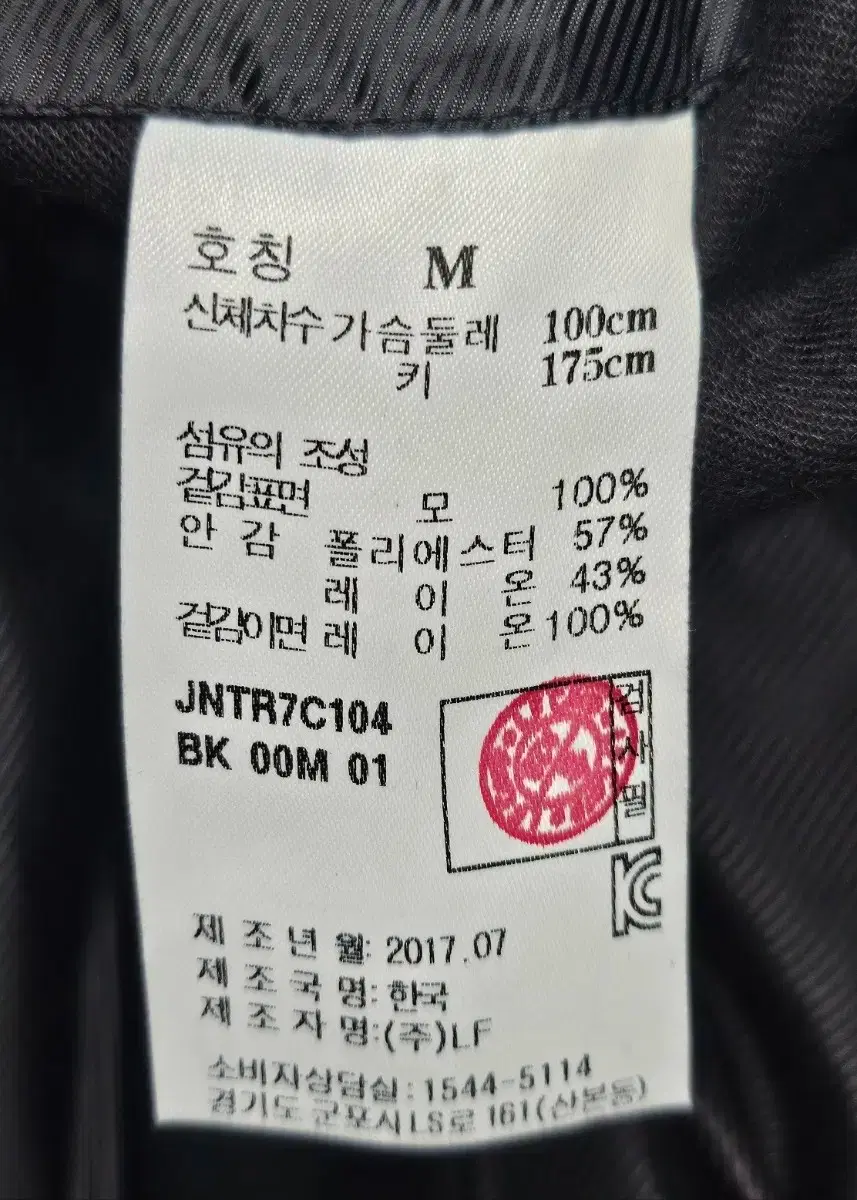 호칭 M
신체치수 가슴둘레 100cm
키 175cm
섬유의 조성
겉감표면 모 100%
안감 폴리에스터 57%
레이온 43%
겉감이면 레이온 100%
JNTR7C104
BK 00M 01
검사필
제조년월: 2017.07
제조국명: 한국
제조자명:(주)LF
소비자상담실:1544-5114
경기도 군포시LS로 161(산본동)